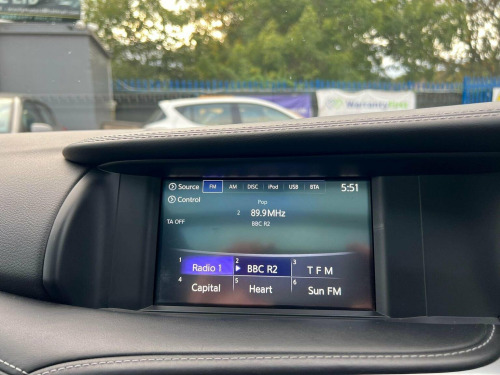 Warranty
Source FM AM DISC iPod USB BTA 5:51
Control
Pop
2 89.9MHz
TA OFF
BBC R2
1 Radio 1 2 BBC R2 3 T F M
4 Capital 5 Heart 6 Sun FM